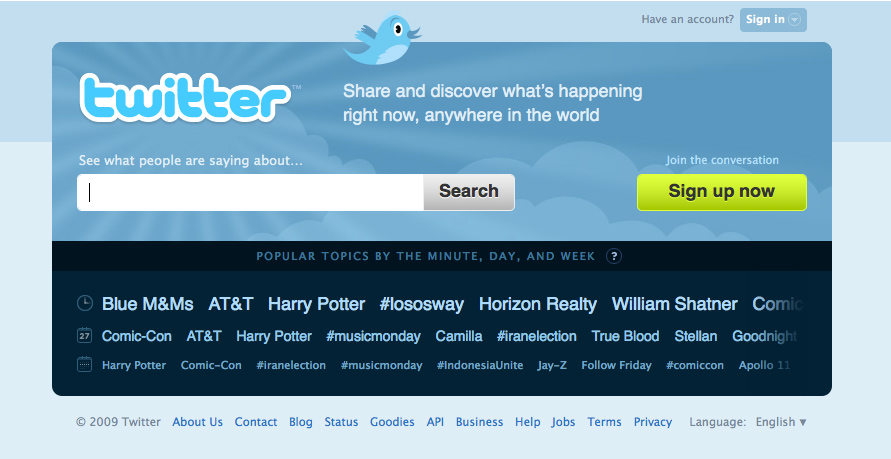 Have an account? Sign in
twitter™
Share and discover what's happening
right now, anywhere in the world
See what people are saying about...
Join the conversation
Search
Sign up now
POPULAR TOPICS BY THE MINUTE, DAY, AND WEEK ?
Blue M&Ms AT&T Harry Potter #lososway Horizon Realty William Shatner Comic
27 Comic-Con AT&T Harry Potter #musicmonday Camilla #iranelection True Blood Stellan Goodnight
Harry Potter Comic-Con #iranelection #musicmonday #IndonesiaUnite Jay-Z Follow Friday #comiccon Apollo 11
© 2009 Twitter About Us Contact Blog Status Goodies API Business Help Jobs Terms Privacy Language: English